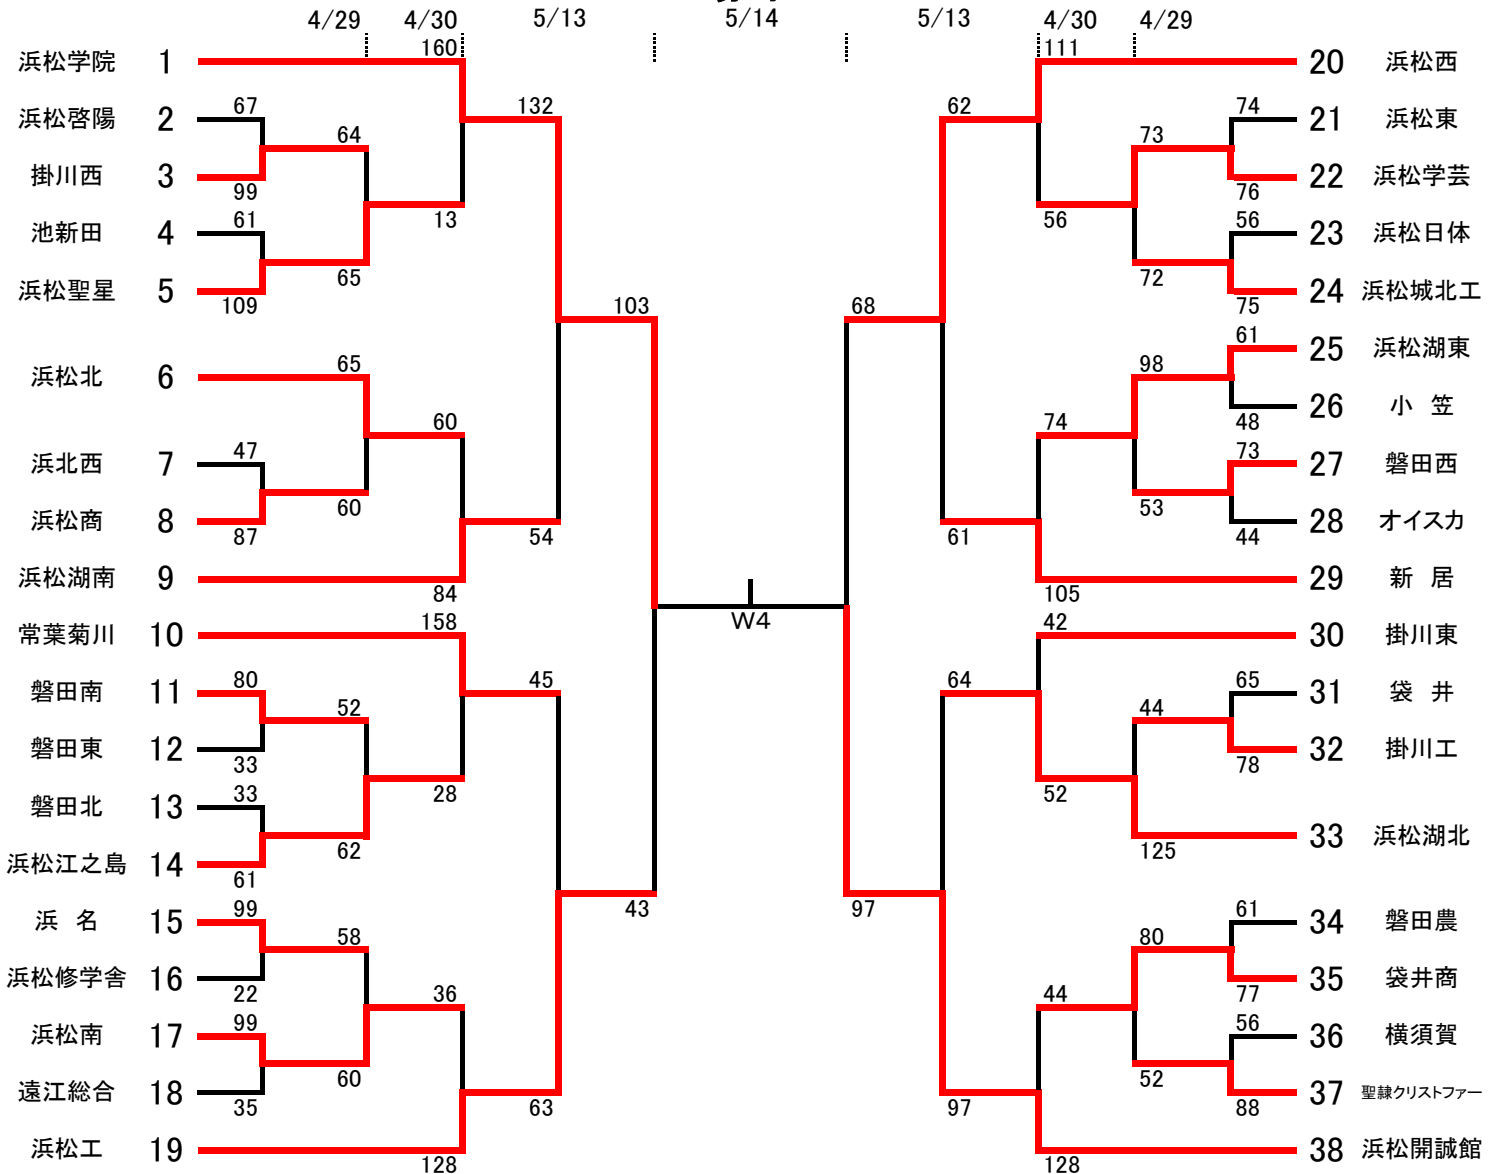 4/29 4/30 5/13 5/14 5/13 4/30 4/29
160 111
浜松学院 1 20 浜松西
67 132 62 74
浜松啓陽 2 21 浜松東
64 73
掛川西 3 22 浜松学芸
99 76
61 13 56 56
池新田 4 23 浜松日体
65 72
浜松聖星 5 24 浜松城北工
109 103 68 75
61
25 浜松湖東
65 98
浜松北 6
26 小 笠
60 74 48
47 73
浜北西 7 27 磐田西
60 53
浜松商 8 28 オイスカ
87 54 61 44
浜松湖南 9 29 新 居
84 105
W4
158 42
常葉菊川 10 30 掛川東
80 45 64 65
磐田南 11 31 袋 井
52 44
磐田東 12 32 掛川工
33 78
33 28 52
磐田北 13
33 浜松湖北
62 125
浜松江之島 14
61
99 43 97 61
浜 名 15 34 磐田農
58 80
浜松修学舎 16 35 袋井商
22 36 44 77
99 56
浜松南 17 36 横須賀
60 52
遠江総合 18 37 聖隷クリストファー
35 63 97 88
浜松工 19 38 浜松開誠館
128 128